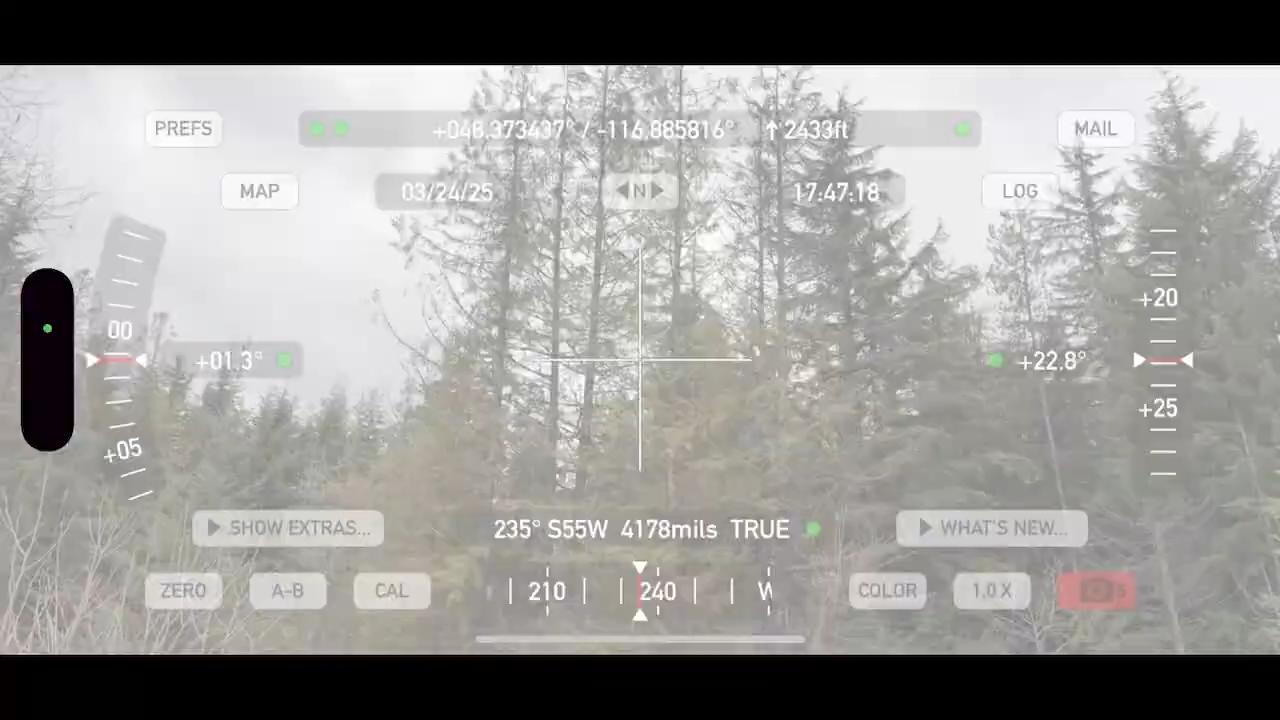 PREFS +048.373437° / -116.885816° ↑2433ft MAIL
MAP 03/24/25 N 17:47:18 LOG
+20
00
+01.3° +22.8°
+25
+05
SHOW EXTRAS... 235° S55W 4178mils TRUE WHAT'S NEW...
ZERO A-B CAL 210 240 W COLOR 1.0 X S